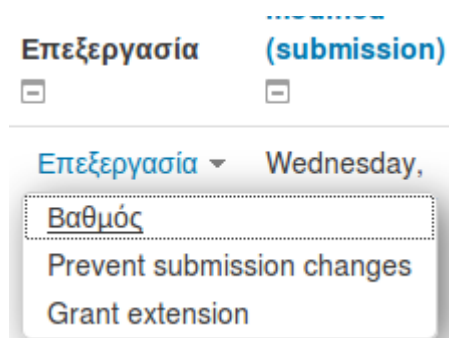 Επεξεργασία
(submission)
Επεξεργασία
Wednesday,
Βαθμός
Prevent submission changes
Grant extension